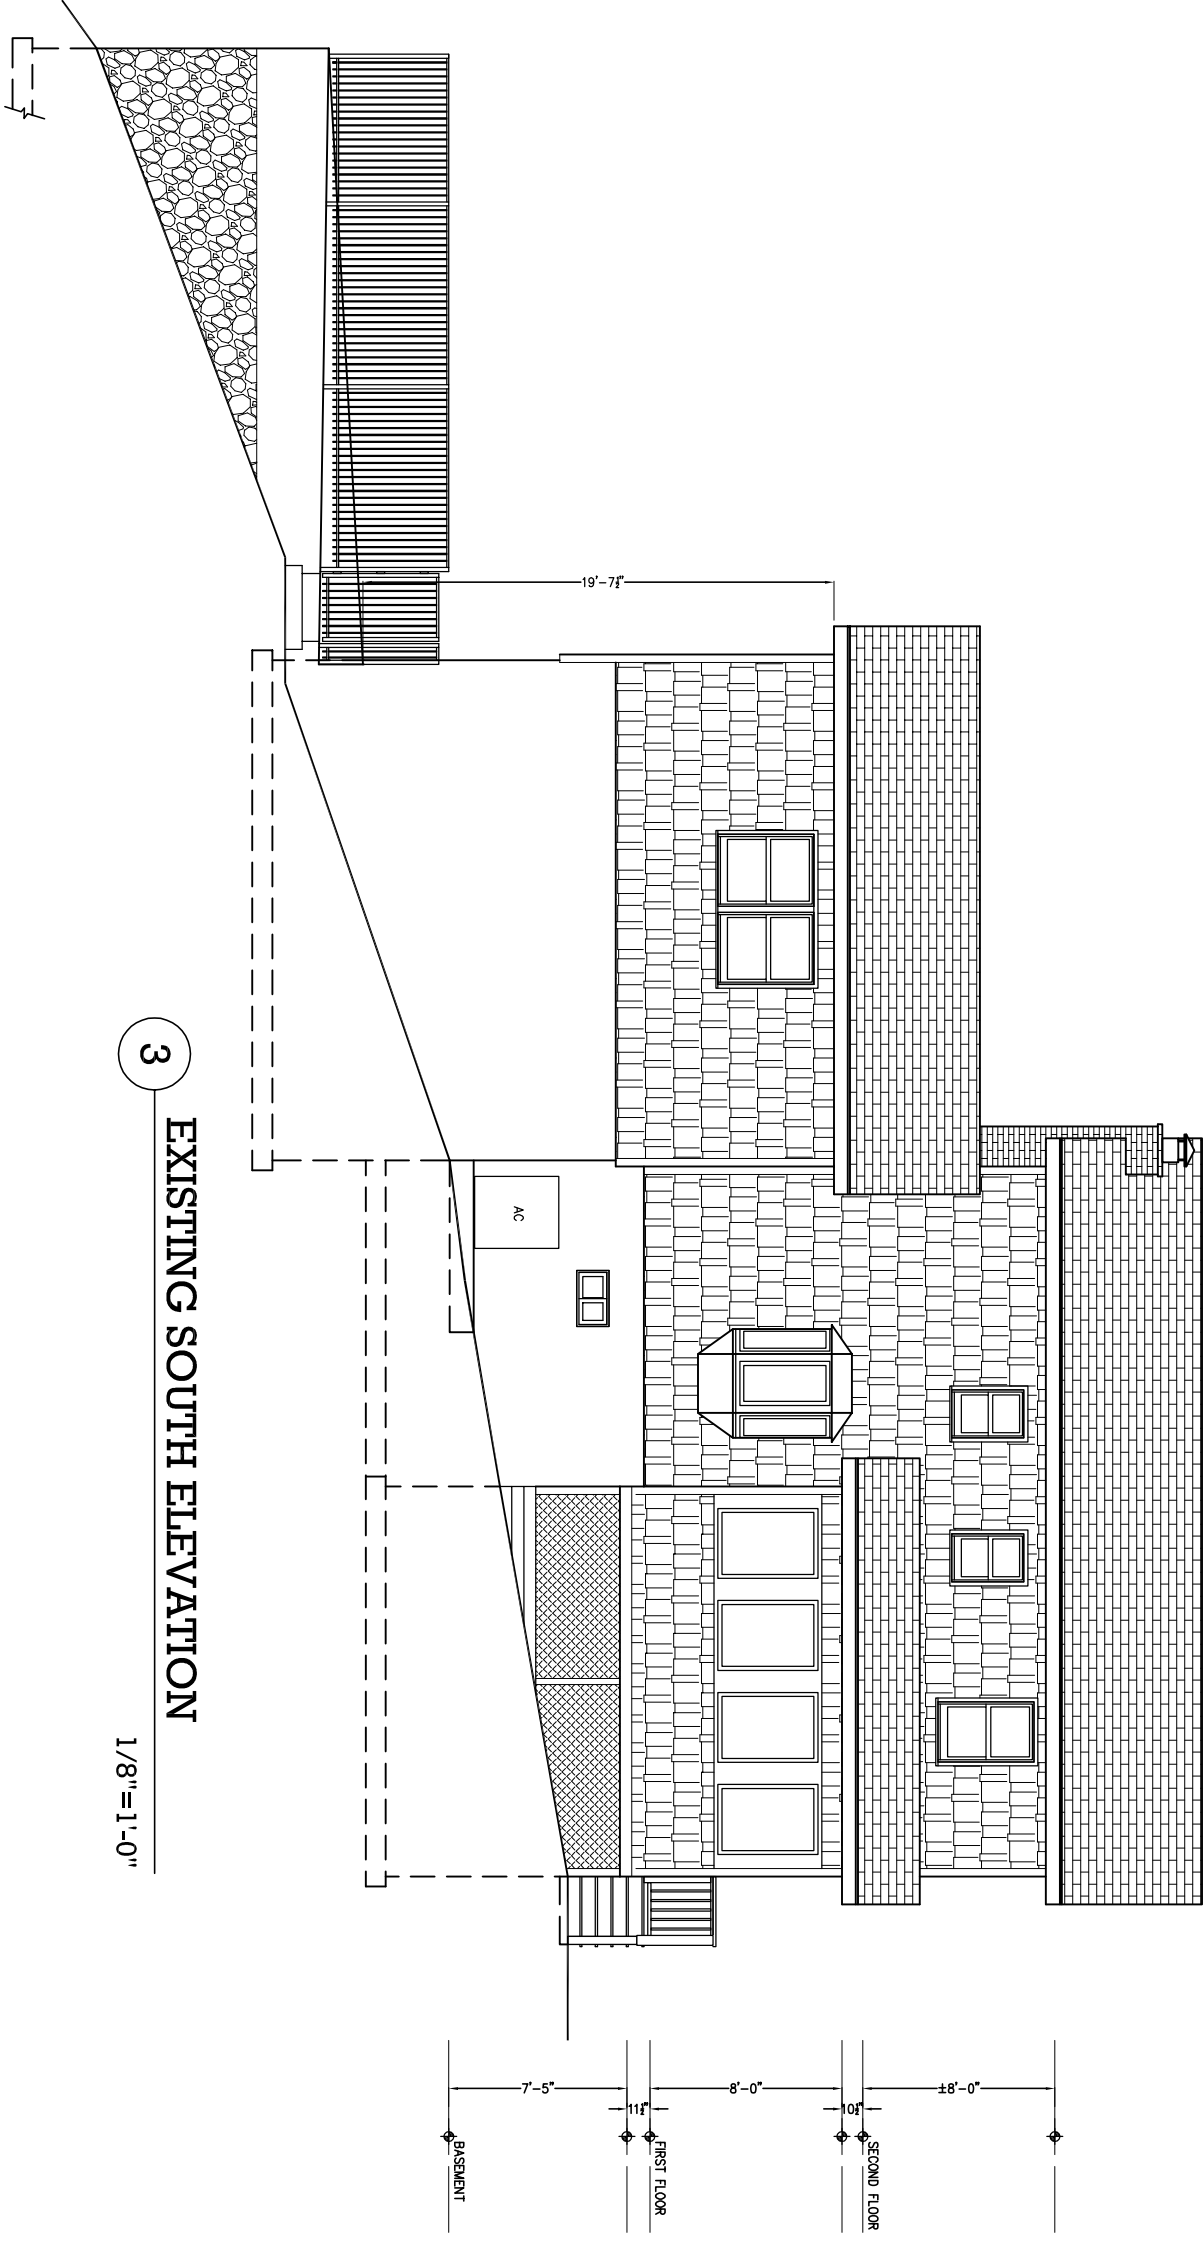 19'-7½"
AC
±8'-0"
SECOND FLOOR
10½"
8'-0"
FIRST FLOOR
11½"
7'-5"
BASEMENT
3
EXISTING SOUTH ELEVATION
1/8"=1'-0"